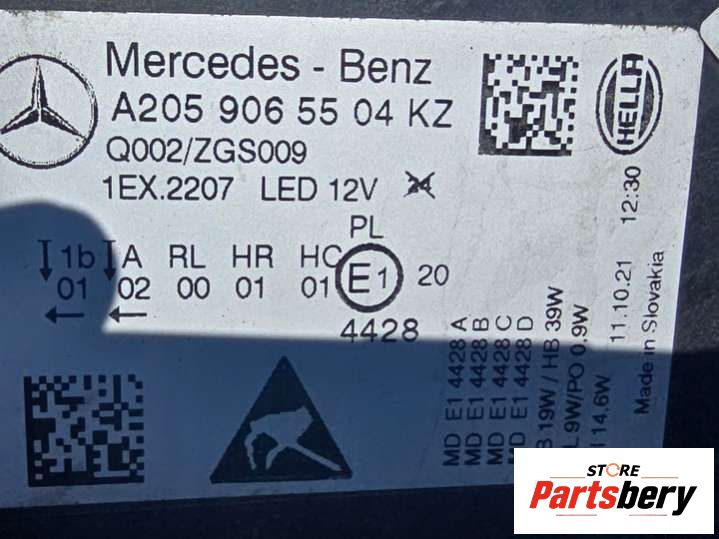 Mercedes - Benz
A205 906 55 04 KZ
Q002/ZGS009
1EX.2207 LED 12V 24
PL
1b A RL HR HC E1 20
01 02 00 01 01
4428
HELLA
12:30
11.10.21
Made in Slovakia
MD E1 4428 A
MD E1 4428 B
MD E1 4428 C
MD E1 4428 D
19W / HB 39W
9W/PO 0.9W
14.6W
STORE
Partsbery